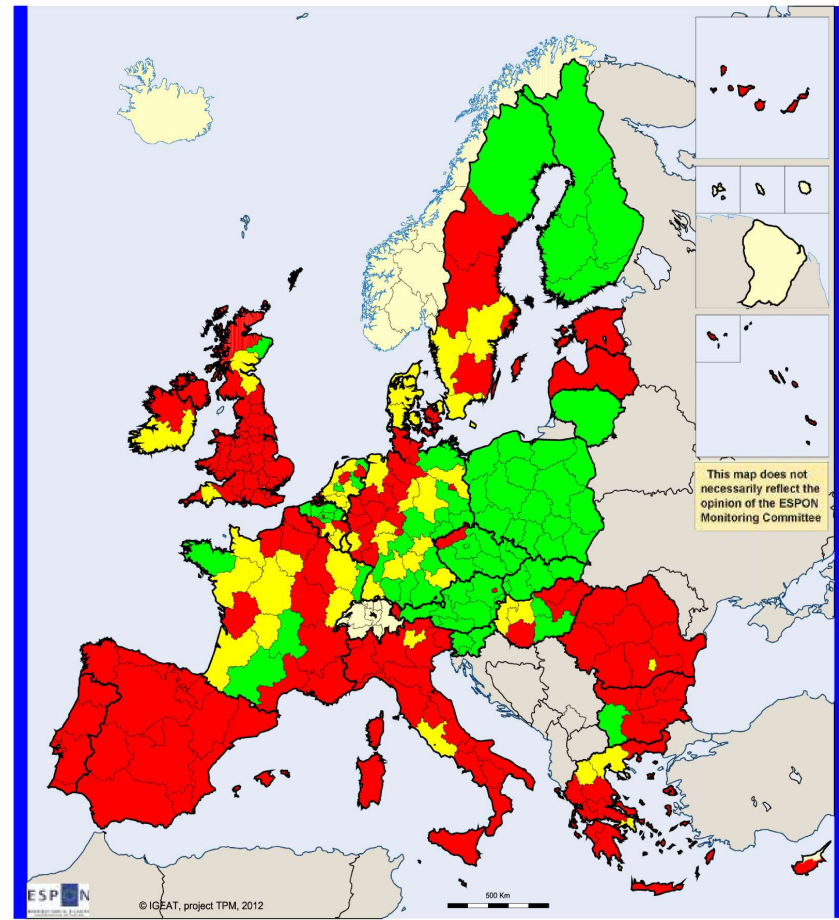 This map does not
necessarily reflect the
opinion of the ESPON
Monitoring Committee
ESPON
© IGEAT, project TPM, 2012
500 Km